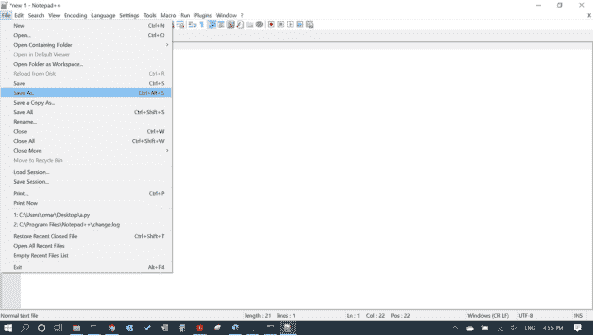 *new 1 - Notepad++
File Edit Search View Encoding Language Settings Tools Macro Run Plugins Window ? X
New Ctrl+N
Open... Ctrl+O
Open Containing Folder
Open in Default Viewer
Open Folder as Workspace...
Reload from Disk Ctrl+R
Save Ctrl+S
Save As... Ctrl+Alt+S
Save a Copy As...
Save All Ctrl+Shift+S
Rename...
Close Ctrl+W
Close All Ctrl+Shift+W
Close More
Move to Recycle Bin
Load Session...
Save Session...
Print... Ctrl+P
Print Now
1: C:\Users\omar\Desktop\a.py
2: C:\Program Files\Notepad++\change.log
Restore Recent Closed File Ctrl+Shift+T
Open All Recent Files
Empty Recent Files List
Exit Alt+F4
Normal text file length : 21 lines : 1 Ln : 1 Col : 22 Pos : 22 Windows (CR LF) UTF-8 INS
ENG 4:55 PM